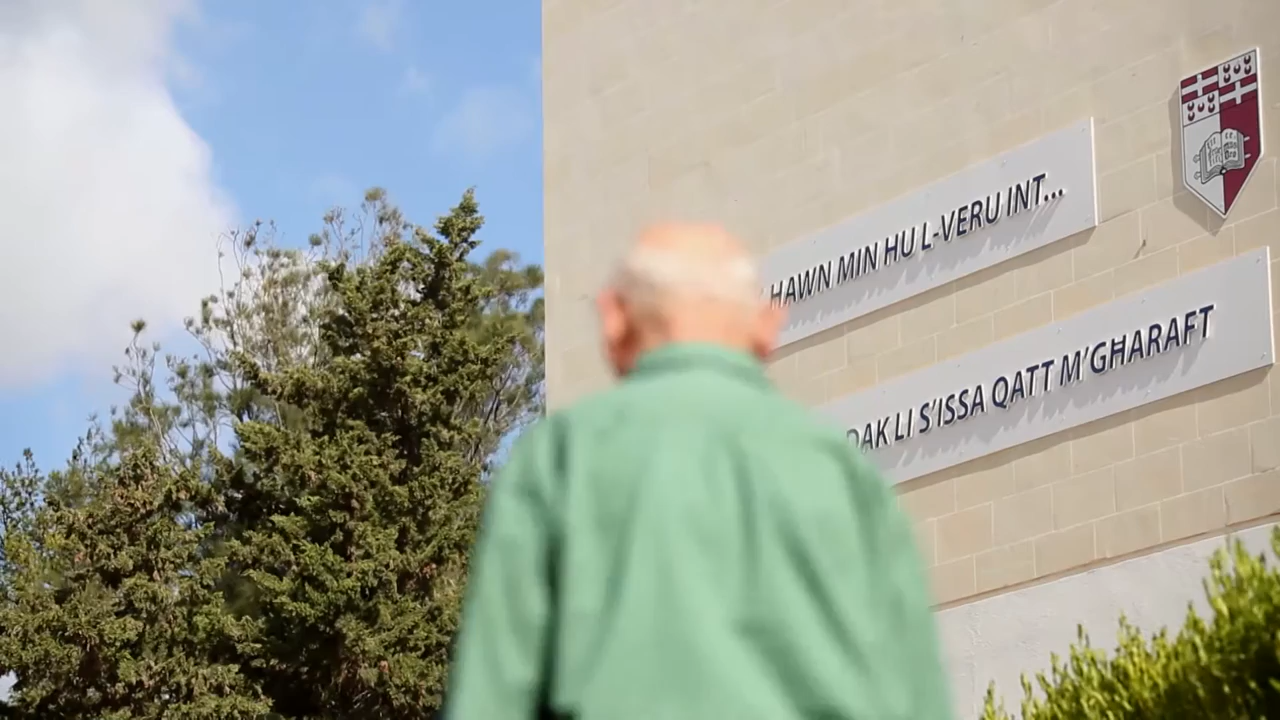 HAWN MIN HU L-VERU INT...
DAK LI S'ISSA QATT M'GHARAFT